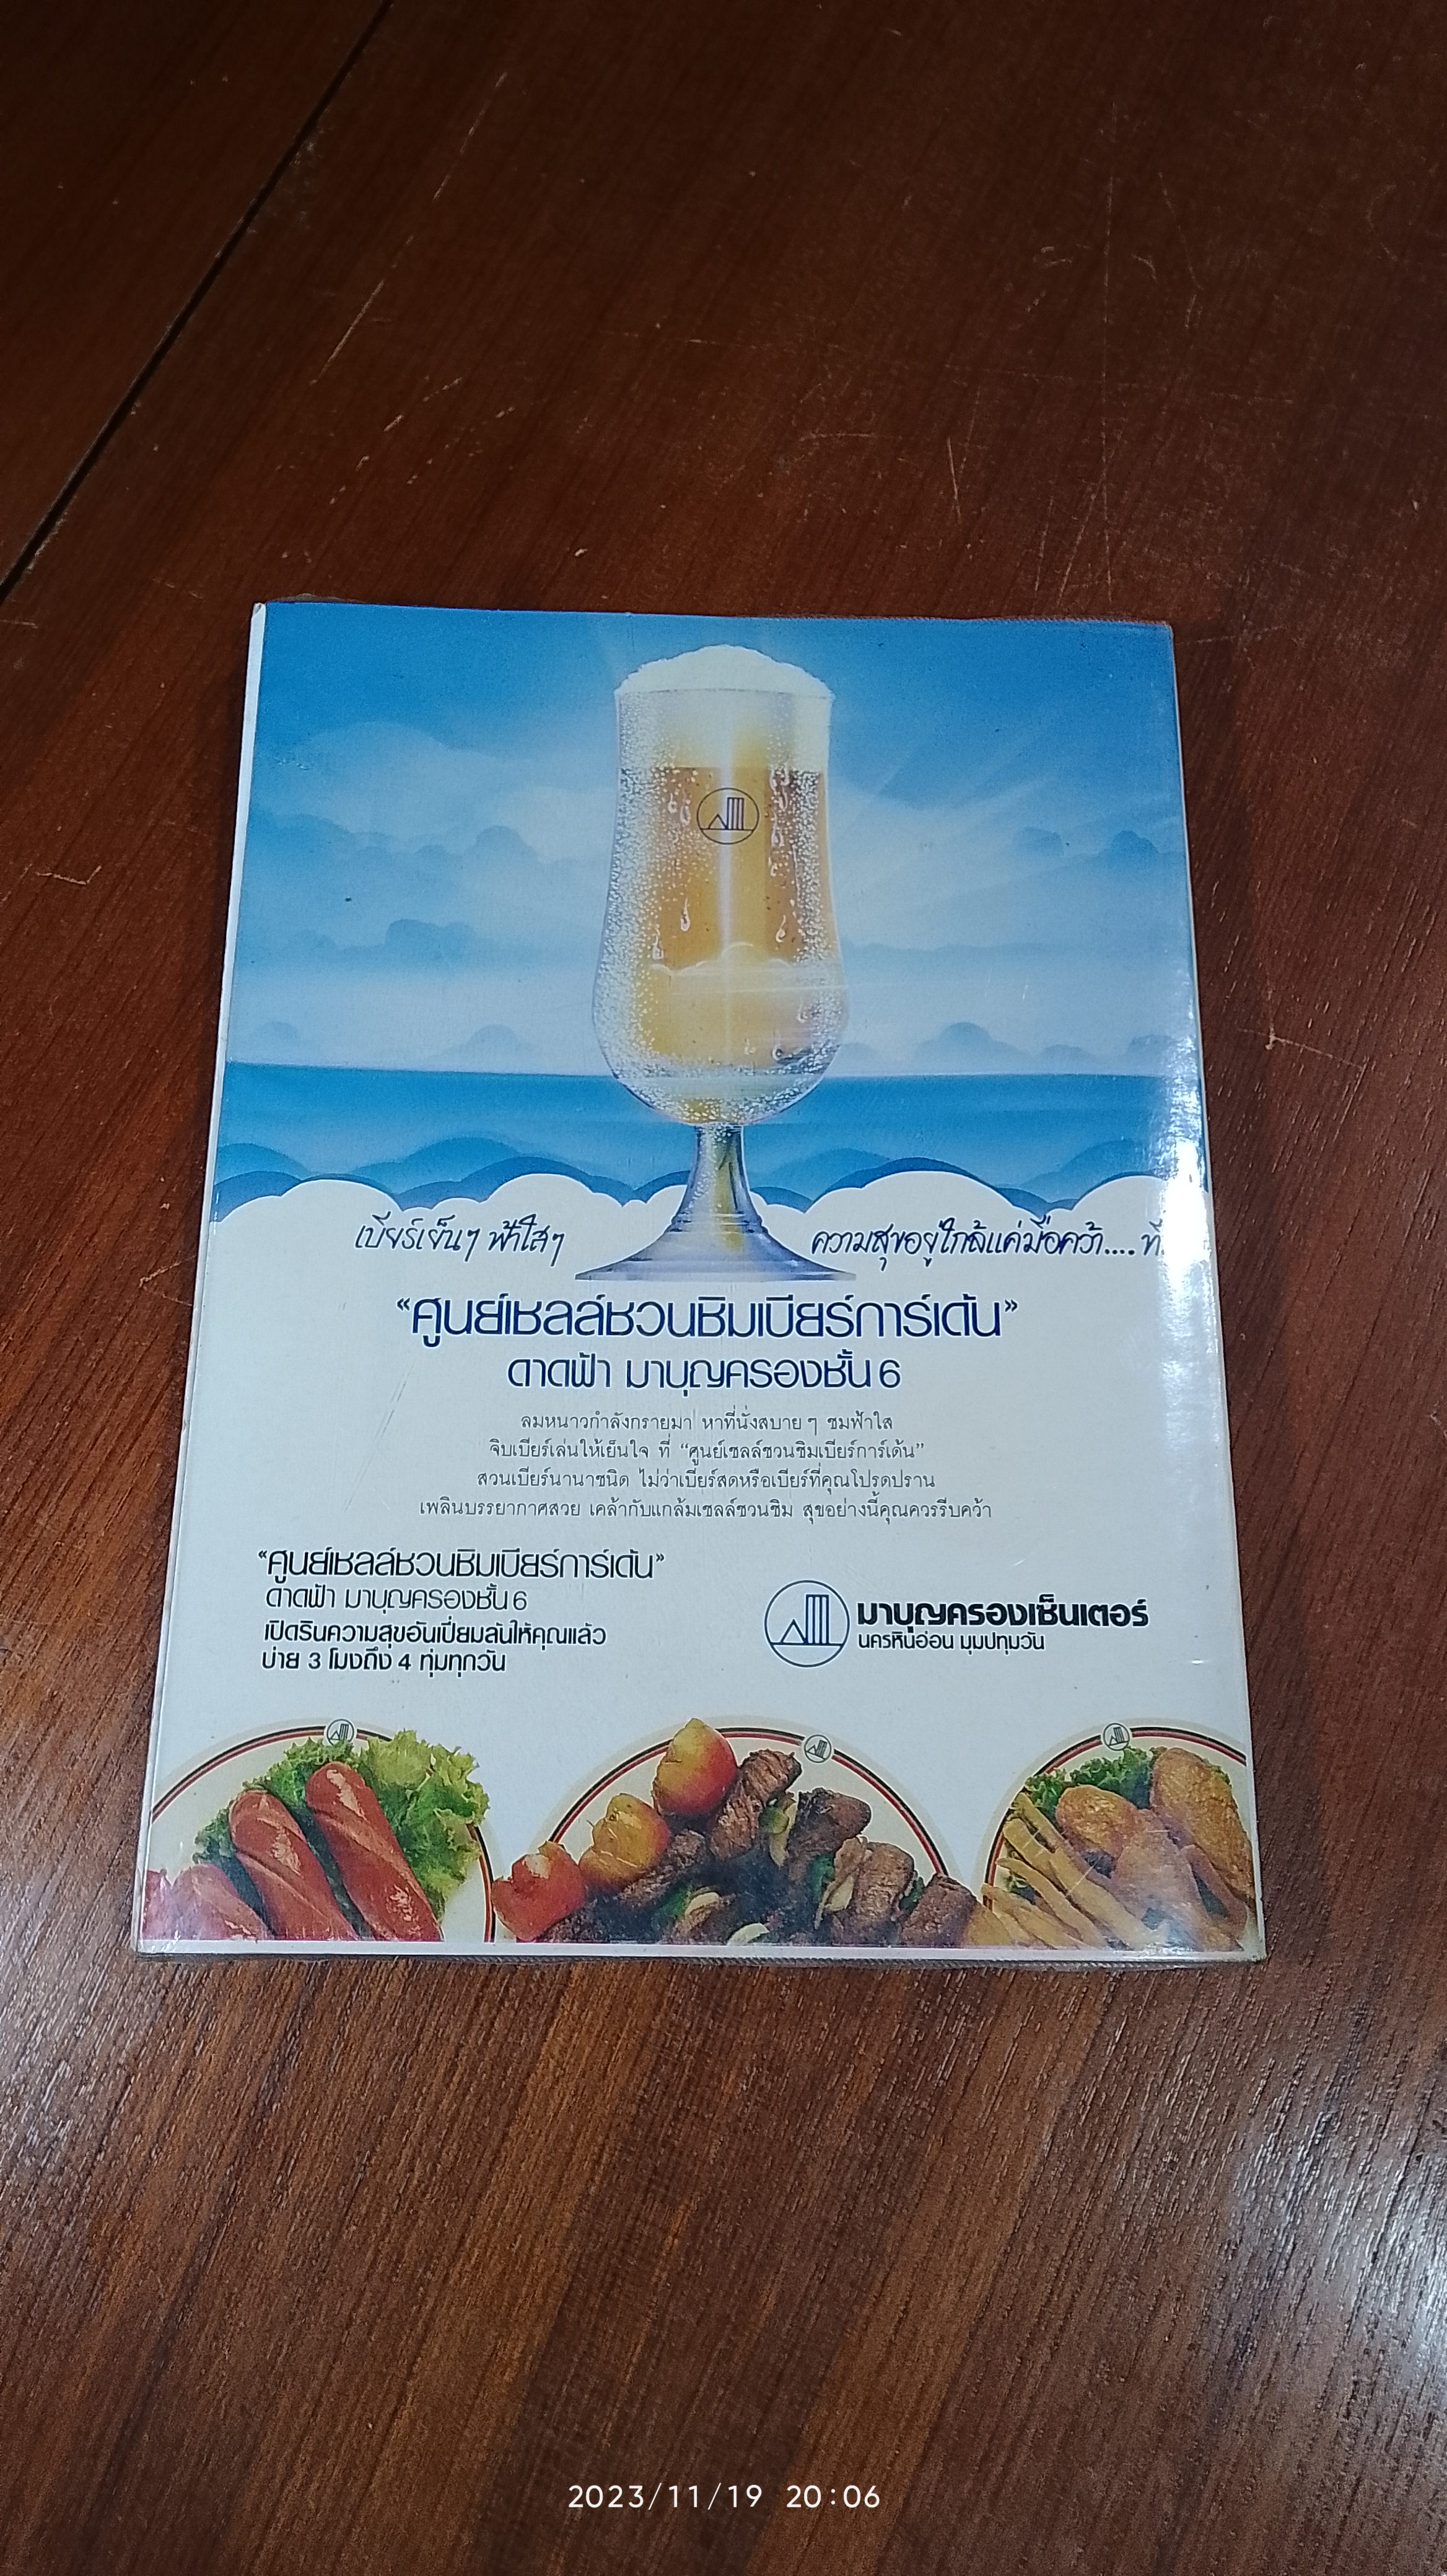 เบียร์เย็นๆ ฟ้าใสๆ ความสุขอยู่ใกล้แค่มือคว้า.... ที่
“ศูนย์เชลล์ชวนชิมเบียร์การ์เด้น”
ดาดฟ้า มาบุญครองชั้น 6
ลมหนาวกำลังกรายมา หาที่นั่งสบาย ๆ ชมฟ้าใส
จิบเบียร์เล่นให้เย็นใจ ที่ “ศูนย์เชลล์ชวนชิมเบียร์การ์เด้น”
สวนเบียร์นานาชนิด ไม่ว่าเบียร์สดหรือเบียร์ที่คุณโปรดปราน
เพลินบรรยากาศสวย เคล้ากับแกล้มเชลล์ชวนชิม สุขอย่างนี้คุณควรรีบคว้า
“ศูนย์เชลล์ชวนชิมเบียร์การ์เด้น”
ดาดฟ้า มาบุญครองชั้น 6
เปิดรินความสุขอันเปี่ยมล้นให้คุณแล้ว
บ่าย 3 โมงถึง 4 ทุ่มทุกวัน
มาบุญครองเซ็นเตอร์
นครหินอ่อน มุมปทุมวัน
2023/11/19 20:06